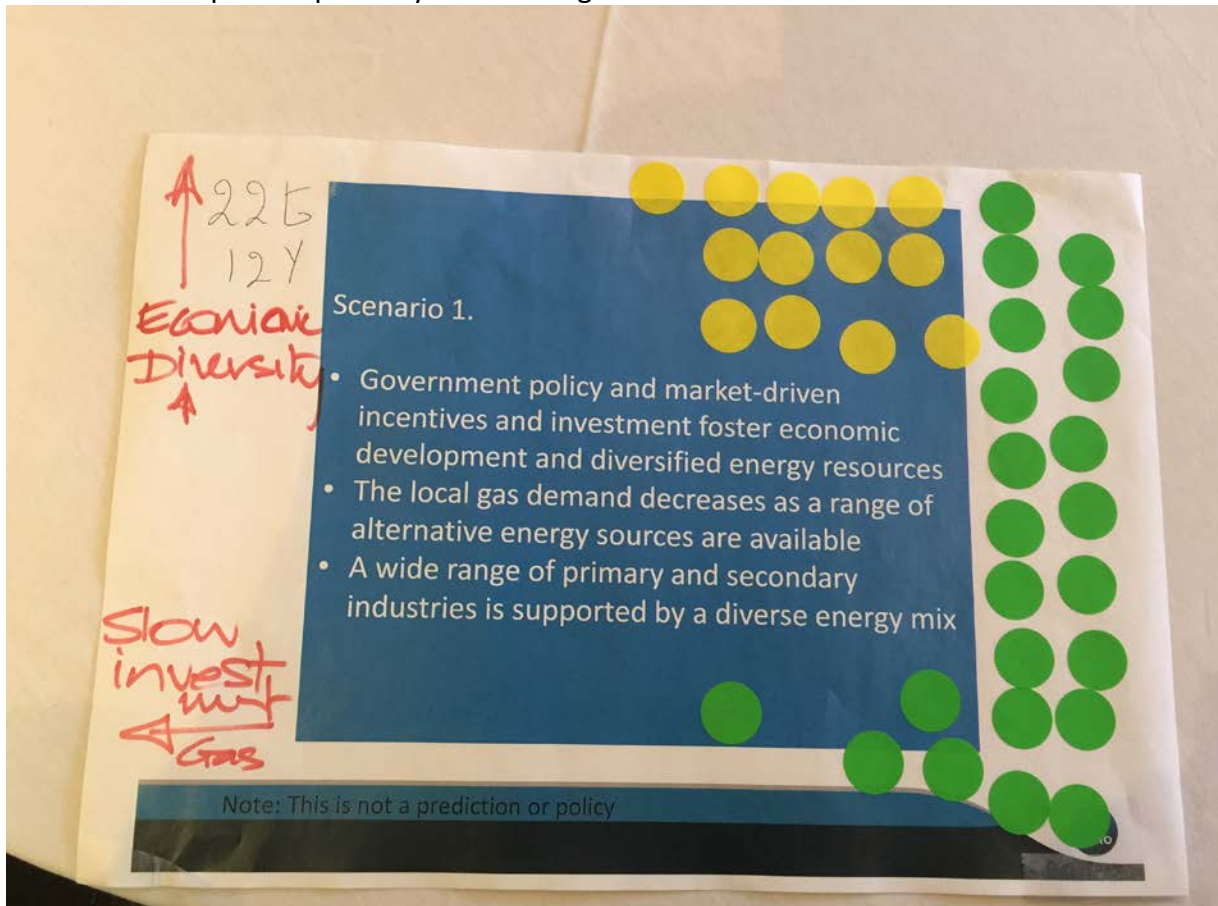 22G
12Y
Economic
Diversity
Scenario 1.
• Government policy and market-driven
incentives and investment foster economic
development and diversified energy resources
• The local gas demand decreases as a range of
alternative energy sources are available
• A wide range of primary and secondary
industries is supported by a diverse energy mix
Slow
invest
ment
Gas
Note: This is not a prediction or policy